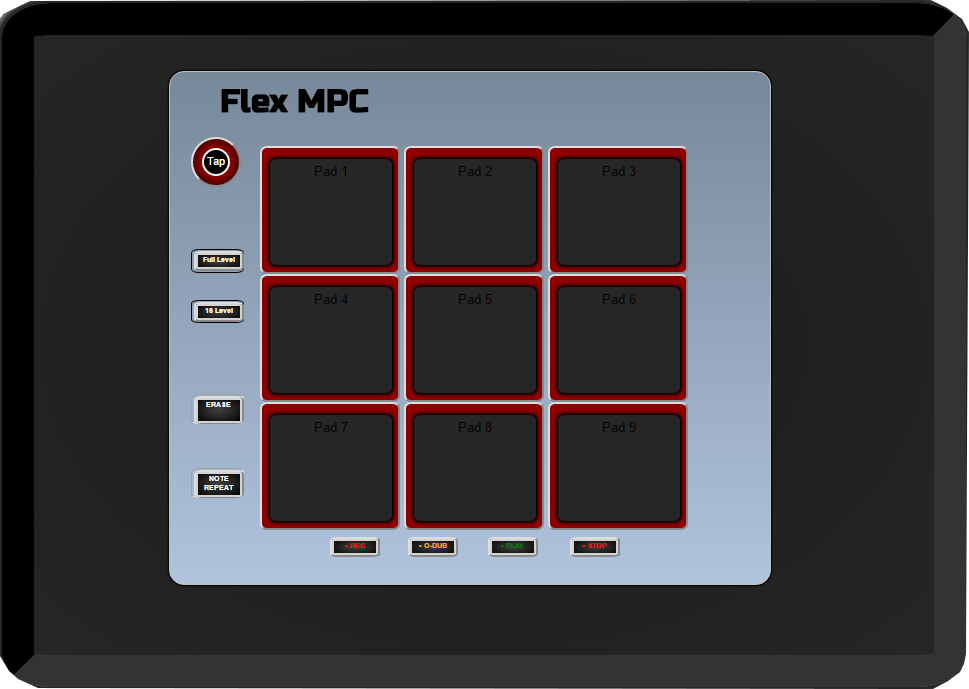 Flex MPC
Tap
Pad 1
Pad 2
Pad 3
Full Level
16 Level
Pad 4
Pad 5
Pad 6
ERASE
NOTE
REPEAT
Pad 7
Pad 8
Pad 9
• REC
• O-DUB
• PLAY
• STOP